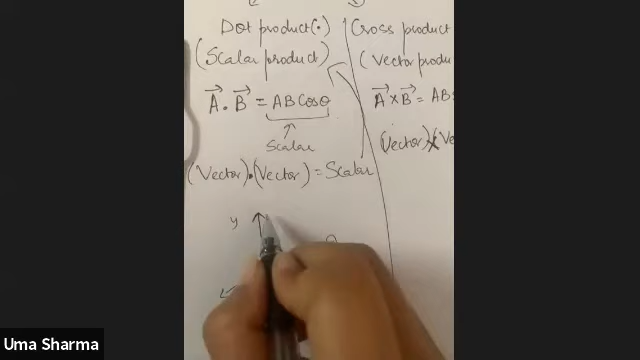 Dot product(•)
(Scalar product)
A . B = AB Cosθ
Scalar
(Vector).(Vector) = Scalar
y
Cross product
(Vector produ
A × B = AB
(Vector)×(Ve
Uma Sharma